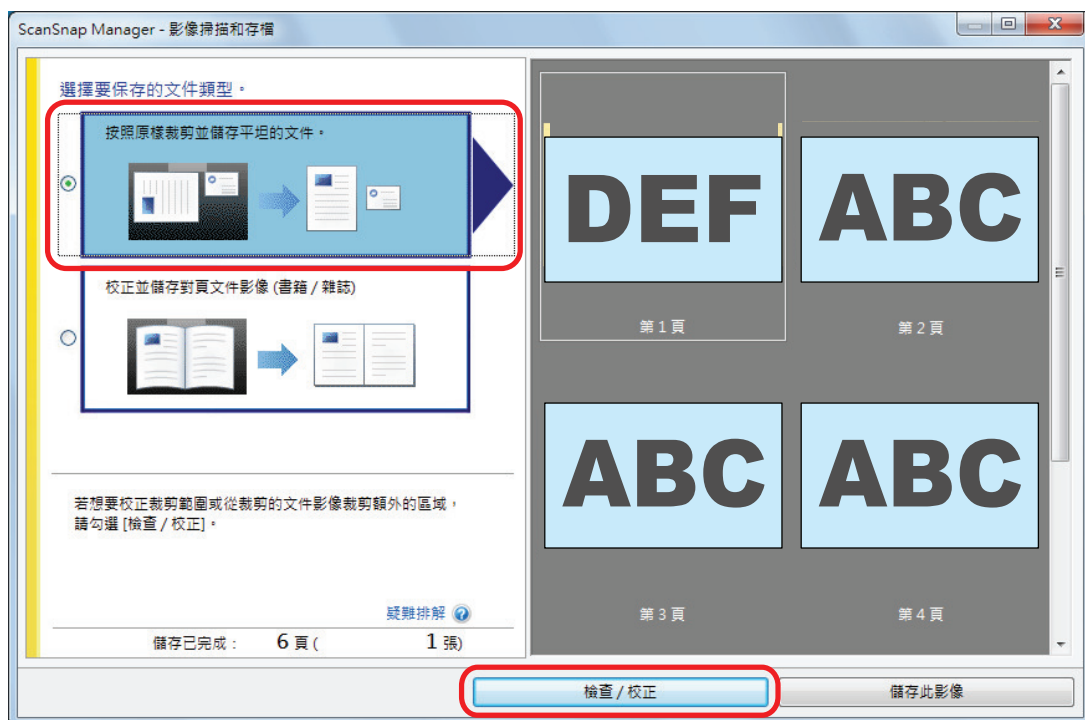 ScanSnap Manager - 影像掃描和存檔
選擇要保存的文件類型。
按照原樣裁剪並儲存平坦的文件。
校正並儲存對頁文件影像 (書籍 / 雜誌)
若想要校正裁剪範圍或從裁剪的文件影像裁剪額外的區域，
請勾選 [檢查 / 校正]。
疑難排解
儲存已完成： 6 頁 ( 1 張)
DEF
ABC
第 1 頁
第 2 頁
ABC
ABC
第 3 頁
第 4 頁
檢查 / 校正
儲存此影像